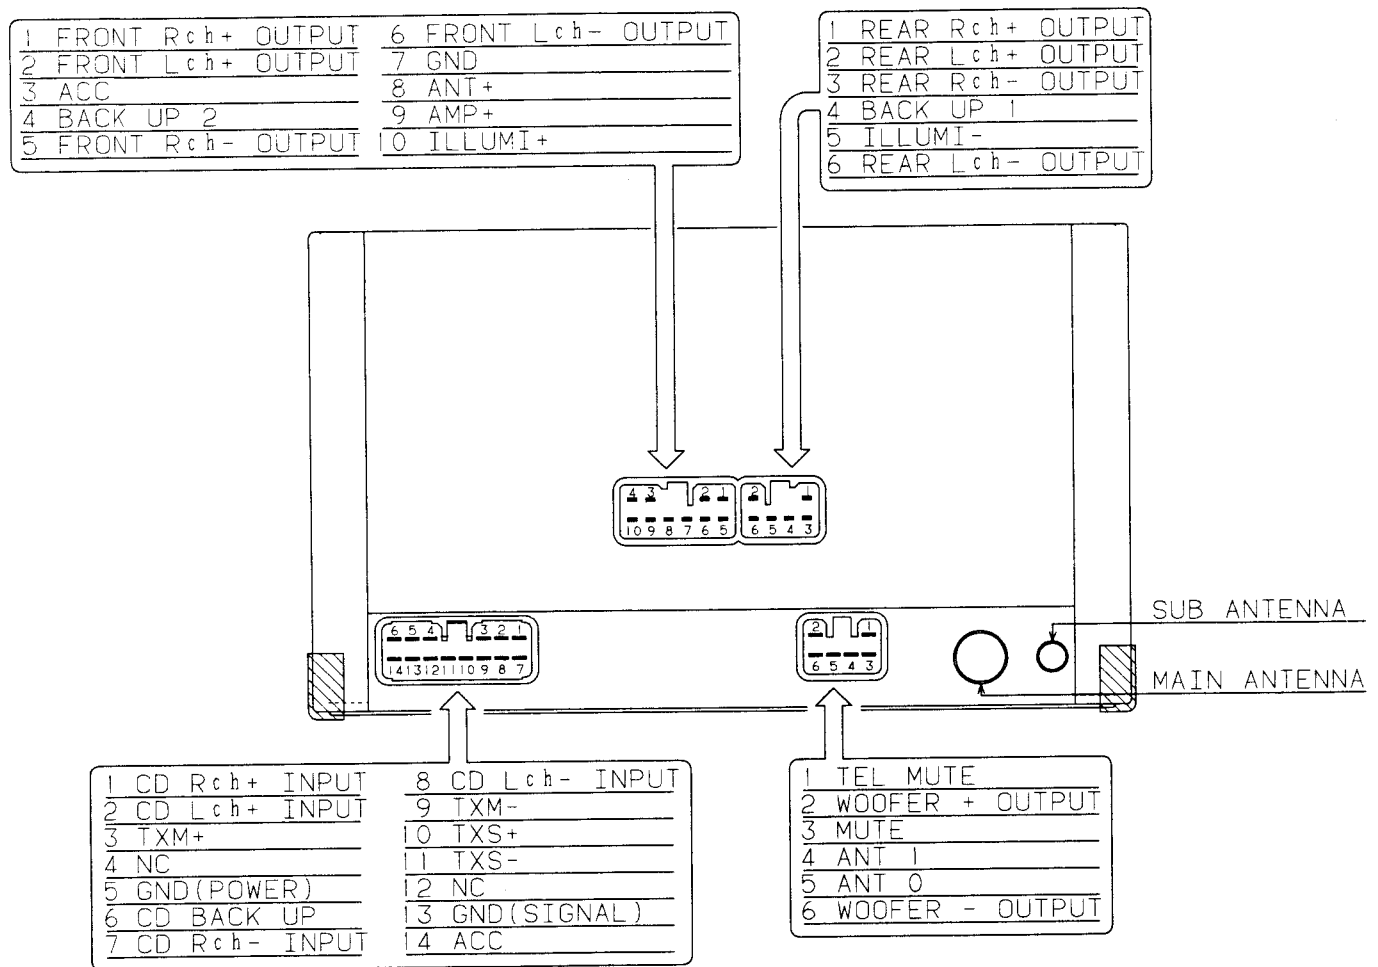 1 FRONT Rch+ OUTPUT
2 FRONT Lch+ OUTPUT
3 ACC
4 BACK UP 2
5 FRONT Rch- OUTPUT
6 FRONT Lch- OUTPUT
7 GND
8 ANT+
9 AMP+
10 ILLUMI+
1 REAR Rch+ OUTPUT
2 REAR Lch+ OUTPUT
3 REAR Rch- OUTPUT
4 BACK UP 1
5 ILLUMI-
6 REAR Lch- OUTPUT
4 3 2 1
10 9 8 7 6 5
2 1
6 5 4 3
6 5 4 3 2 1
14 13 12 11 10 9 8 7
2 1
6 5 4 3
SUB ANTENNA
MAIN ANTENNA
1 CD Rch+ INPUT
2 CD Lch+ INPUT
3 TXM+
4 NC
5 GND(POWER)
6 CD BACK UP
7 CD Rch- INPUT
8 CD Lch- INPUT
9 TXM-
10 TXS+
11 TXS-
12 NC
13 GND(SIGNAL)
14 ACC
1 TEL MUTE
2 WOOFER + OUTPUT
3 MUTE
4 ANT 1
5 ANT 0
6 WOOFER - OUTPUT